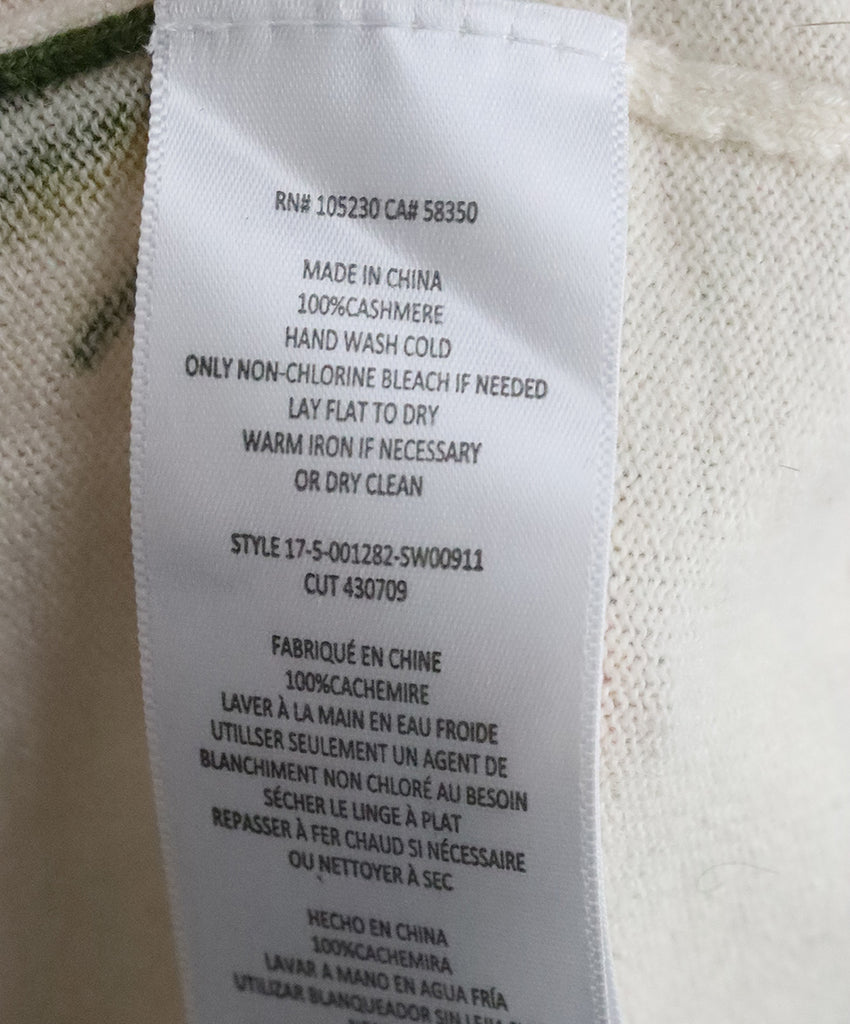 RN# 105230 CA# 58350
MADE IN CHINA
100%CASHMERE
HAND WASH COLD
ONLY NON-CHLORINE BLEACH IF NEEDED
LAY FLAT TO DRY
WARM IRON IF NECESSARY
OR DRY CLEAN
STYLE 17-5-001282-SW00911
CUT 430709
FABRIQUÉ EN CHINE
100%CACHEMIRE
LAVER À LA MAIN EN EAU FROIDE
UTILLSER SEULEMENT UN AGENT DE
BLANCHIMENT NON CHLORÉ AU BESOIN
SÉCHER LE LINGE À PLAT
REPASSER À FER CHAUD SI NÉCESSAIRE
OU NETTOYER À SEC
HECHO EN CHINA
100%CACHEMIRA
LAVAR A MANO EN AGUA FRÍA
UTILIZAR BLANQUEADOR SIN